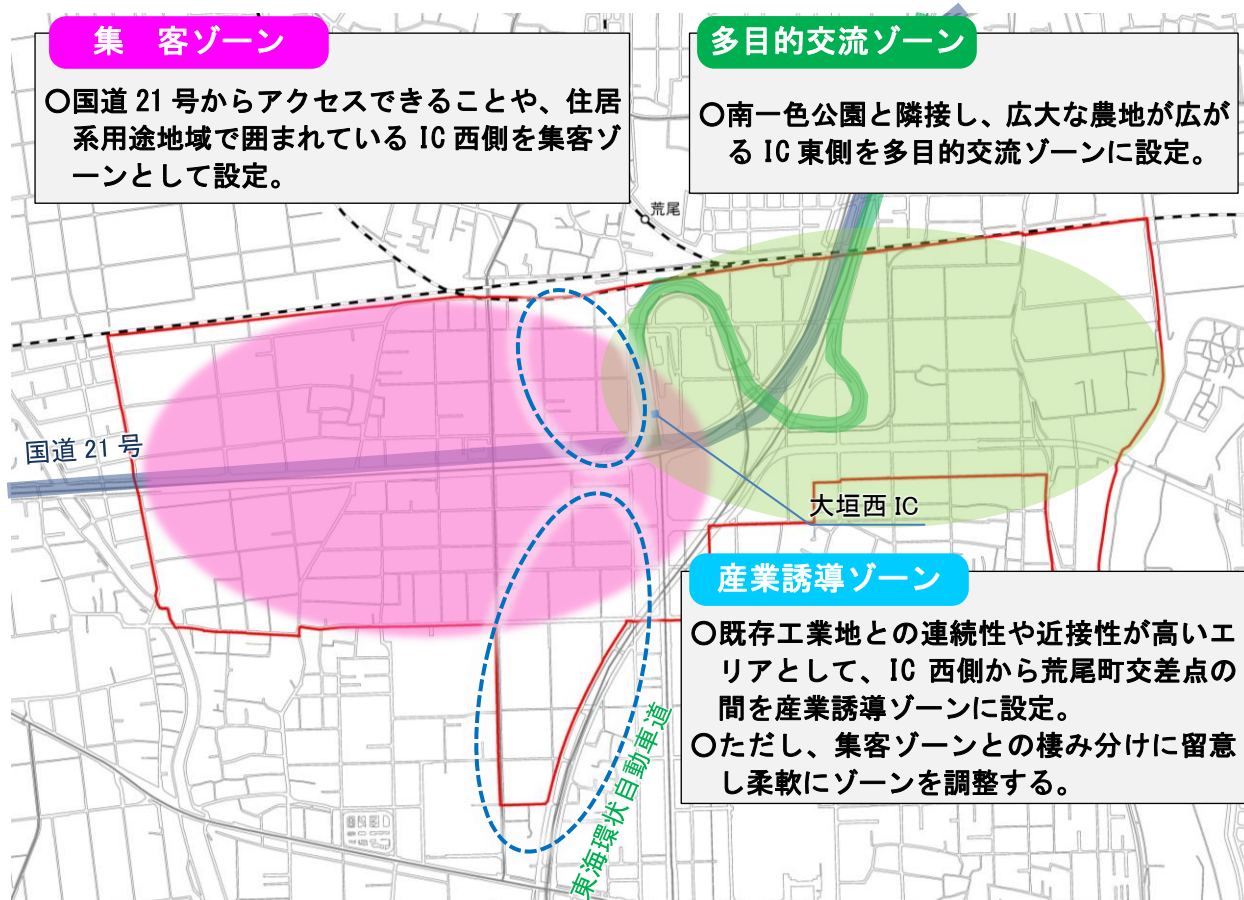 集　客ゾーン
〇国道 21 号からアクセスできることや、住居
系用途地域で囲まれている IC 西側を集客ゾ
ーンとして設定。
多目的交流ゾーン
〇南一色公園と隣接し、広大な農地が広が
る IC 東側を多目的交流ゾーンに設定。
荒尾
国道 21 号
大垣西 IC
産業誘導ゾーン
〇既存工業地との連続性や近接性が高いエ
リアとして、IC 西側から荒尾町交差点の
間を産業誘導ゾーンに設定。
〇ただし、集客ゾーンとの棲み分けに留意
し柔軟にゾーンを調整する。
東海環状自動車道